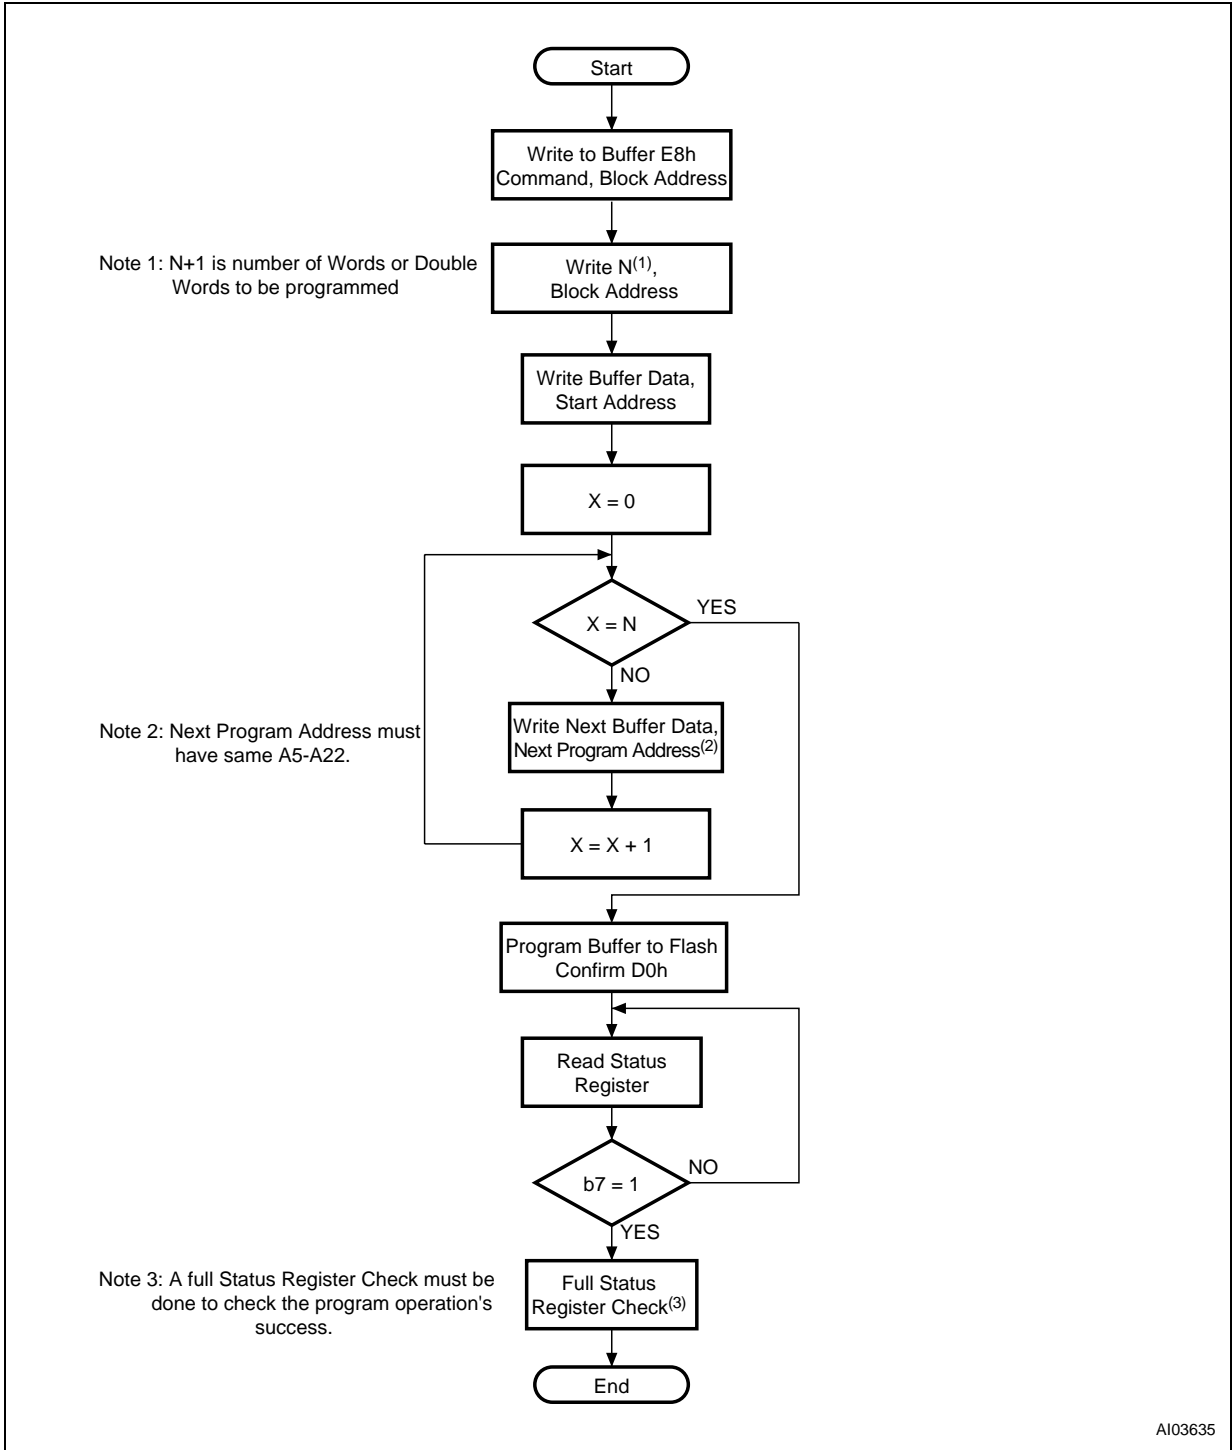 Start
Write to Buffer E8h
Command, Block Address
Note 1: N+1 is number of Words or Double
Words to be programmed
Write N(1),
Block Address
Write Buffer Data,
Start Address
X = 0
X = N
YES
NO
Note 2: Next Program Address must
have same A5-A22.
Write Next Buffer Data,
Next Program Address(2)
X = X + 1
Program Buffer to Flash
Confirm D0h
Read Status
Register
b7 = 1
NO
YES
Note 3: A full Status Register Check must be
done to check the program operation's
success.
Full Status
Register Check(3)
End
AI03635